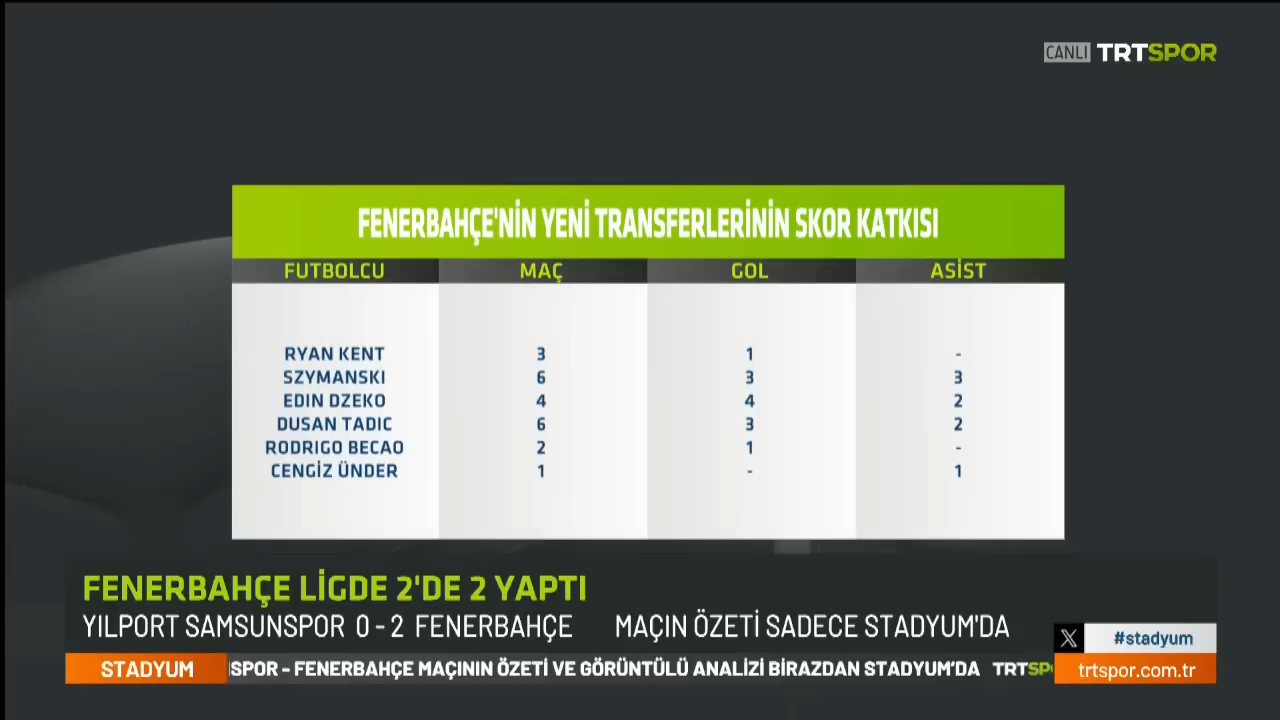 CANLI TRTSPOR
FENERBAHÇE'NİN YENİ TRANSFERLERİNİN SKOR KATKISI
FUTBOLCU MAÇ GOL ASİST
RYAN KENT 3 1 -
SZYMANSKI 6 3 3
EDIN DZEKO 4 4 2
DUSAN TADIC 6 3 2
RODRIGO BECAO 2 1 -
CENGİZ ÜNDER 1 - 1
FENERBAHÇE LİGDE 2'DE 2 YAPTI
YILPORT SAMSUNSPOR 0 - 2 FENERBAHÇE MAÇIN ÖZETİ SADECE STADYUM'DA
X #stadyum
STADYUM SPOR – FENERBAHÇE MAÇININ ÖZETİ VE GÖRÜNTÜLÜ ANALİZİ BİRAZDAN STADYUM'DA TRTSP
trtspor.com.tr